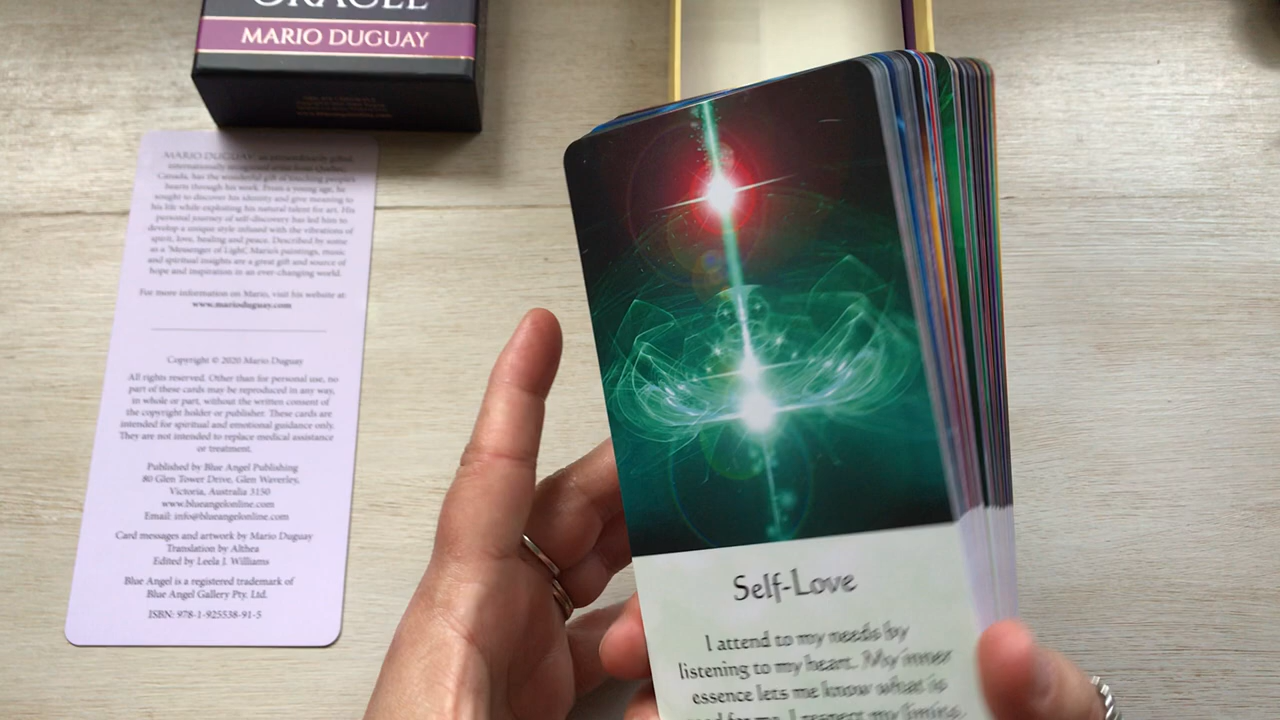 ORACLE
MARIO DUGUAY
MARIO DUGUAY, an extraordinarily gifted,
internationally recognized artist from Quebec,
Canada, has the wonderful gift of touching people's
hearts through his work. From a young age, he
sought to discover his identity and give meaning to
his life while exploiting his natural talent for art. His
personal journey of self-discovery has led him to
develop a unique style infused with the vibrations of
spirit, love, healing and peace. Described by some
as a 'Messenger of Light', Mario's paintings, music
and spiritual insights are a great gift and source of
hope and inspiration in an ever-changing world.
For more information on Mario, visit his website at:
www.marioduguay.com
Copyright © 2020 Mario Duguay
All rights reserved. Other than for personal use, no
part of these cards may be reproduced in any way,
in whole or part, without the written consent of
the copyright holder or publisher. These cards are
intended for spiritual and emotional guidance only.
They are not intended to replace medical assistance
or treatment.
Published by Blue Angel Publishing
80 Glen Tower Drive, Glen Waverley,
Victoria, Australia 3150
www.blueangelonline.com
Email: info@blueangelonline.com
Card messages and artwork by Mario Duguay
Translation by Althea
Edited by Leela J. Williams
Blue Angel is a registered trademark of
Blue Angel Gallery Pty. Ltd.
ISBN: 978-1-925538-91-5
Self-Love
I attend to my needs by
listening to my heart. My inner
essence lets me know what is
for me. I respect my timing,